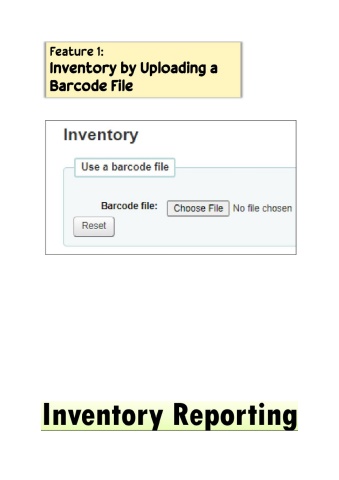 Feature 1:
Inventory by Uploading a
Barcode File
Inventory
Use a barcode file
Barcode file: Choose File No file chosen
Reset
Inventory Reporting